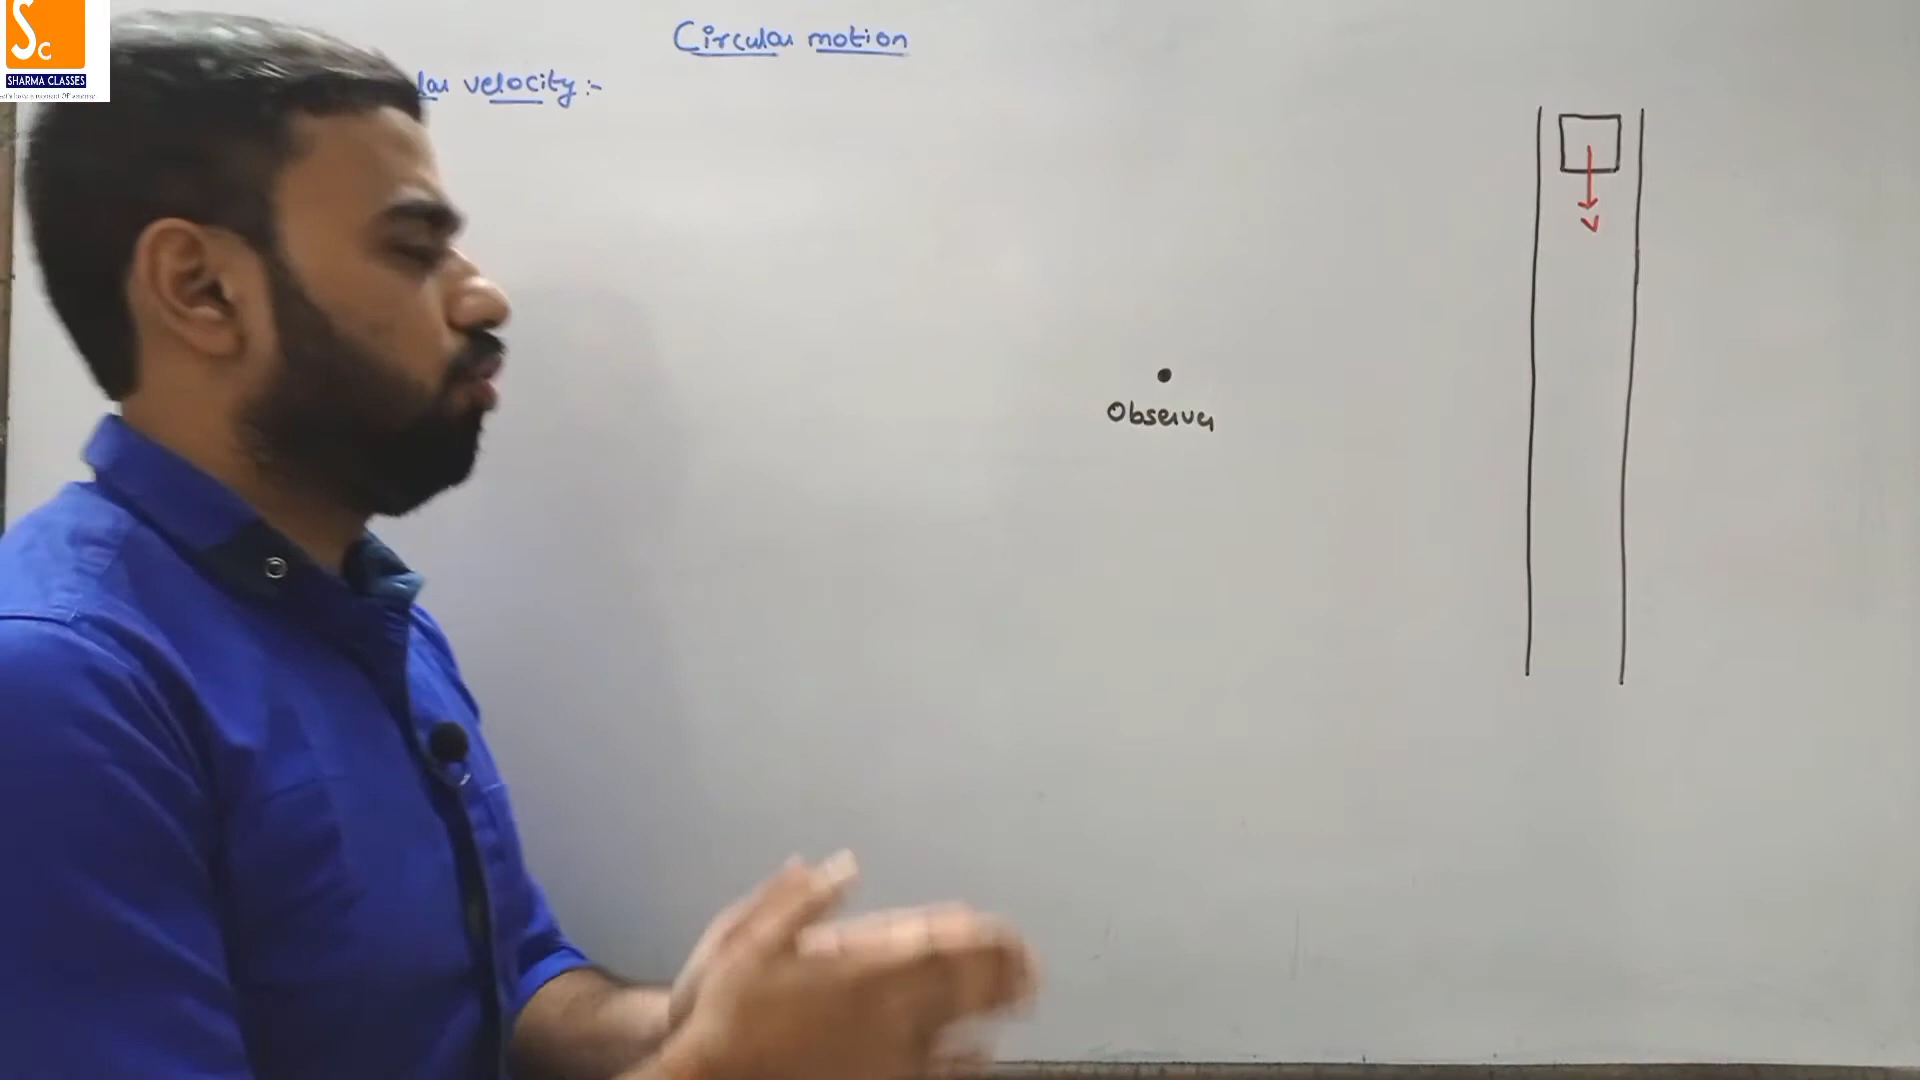 Sc
SHARMA CLASSES
Circular motion
lar velocity :-
v
Observer